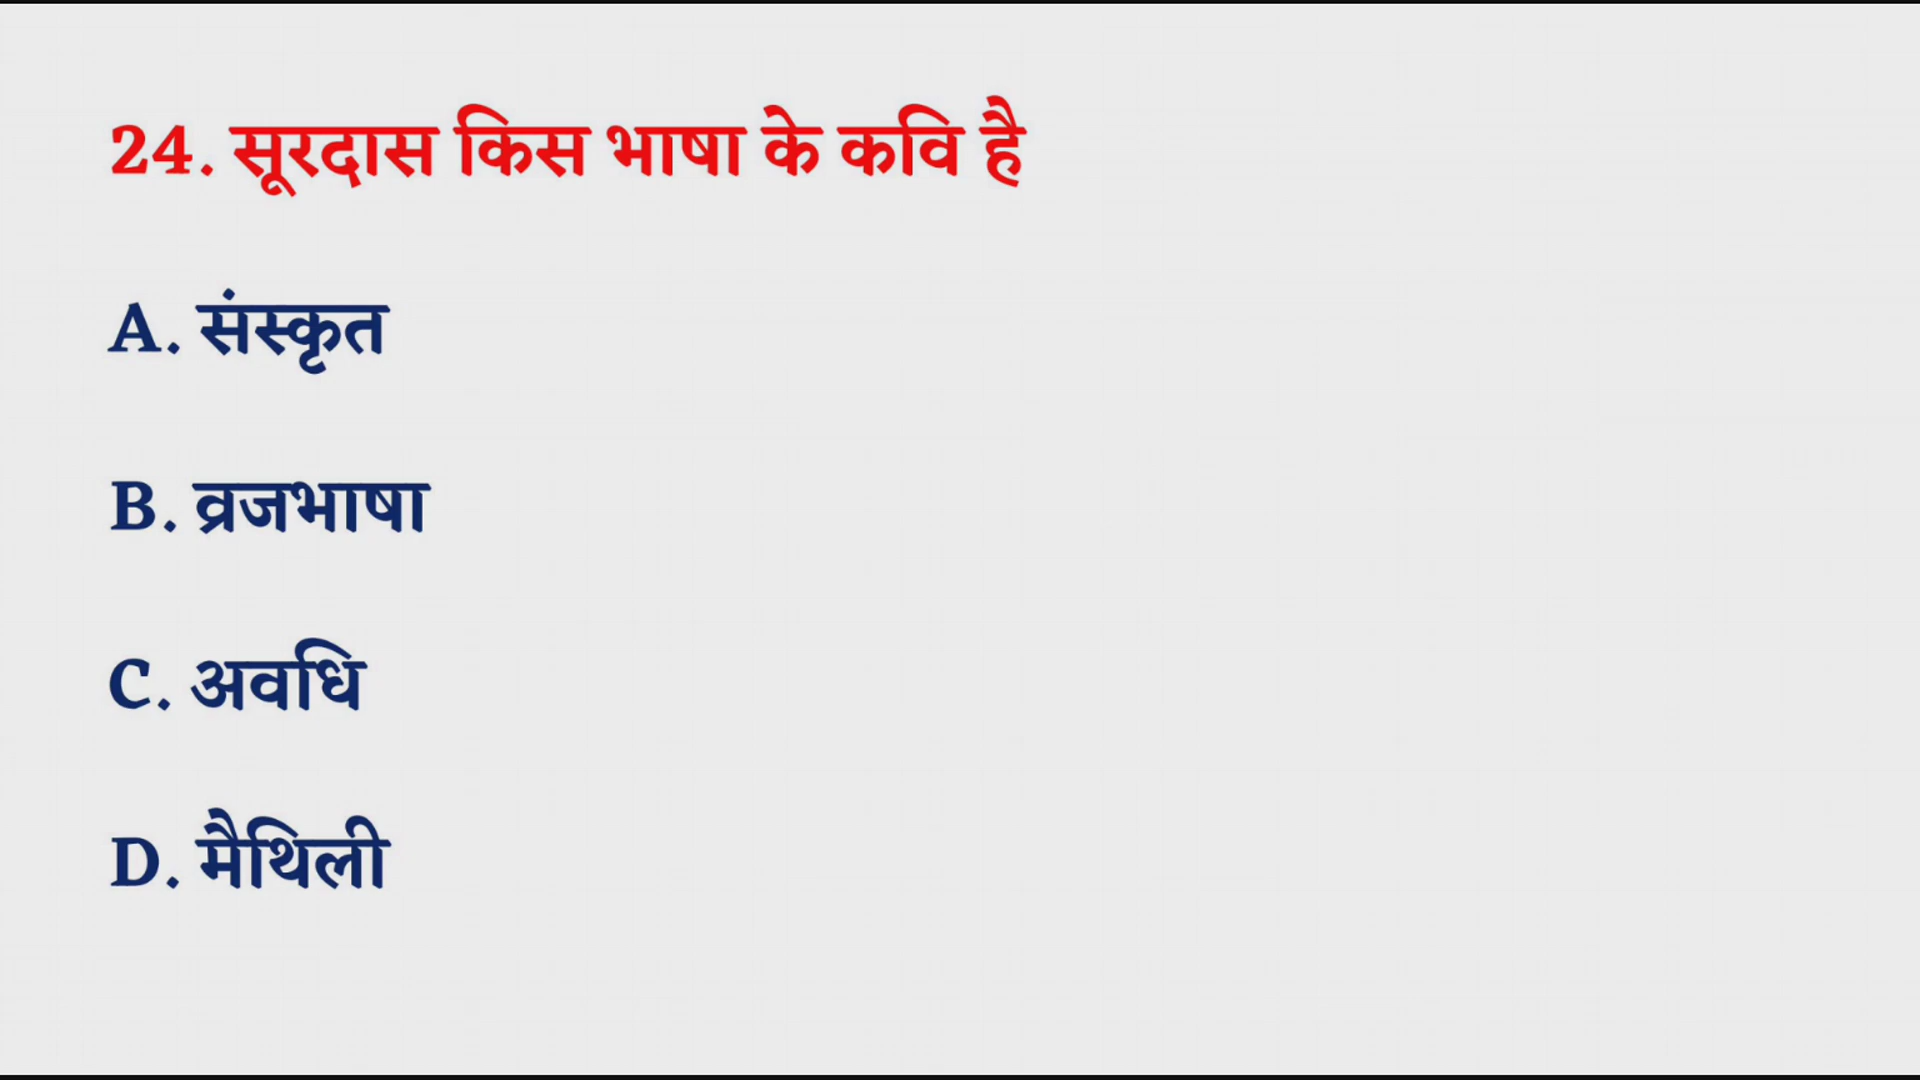 24. सूरदास किस भाषा के कवि है
A. संस्कृत
B. व्रजभाषा
C. अवधि
D. मैथिली